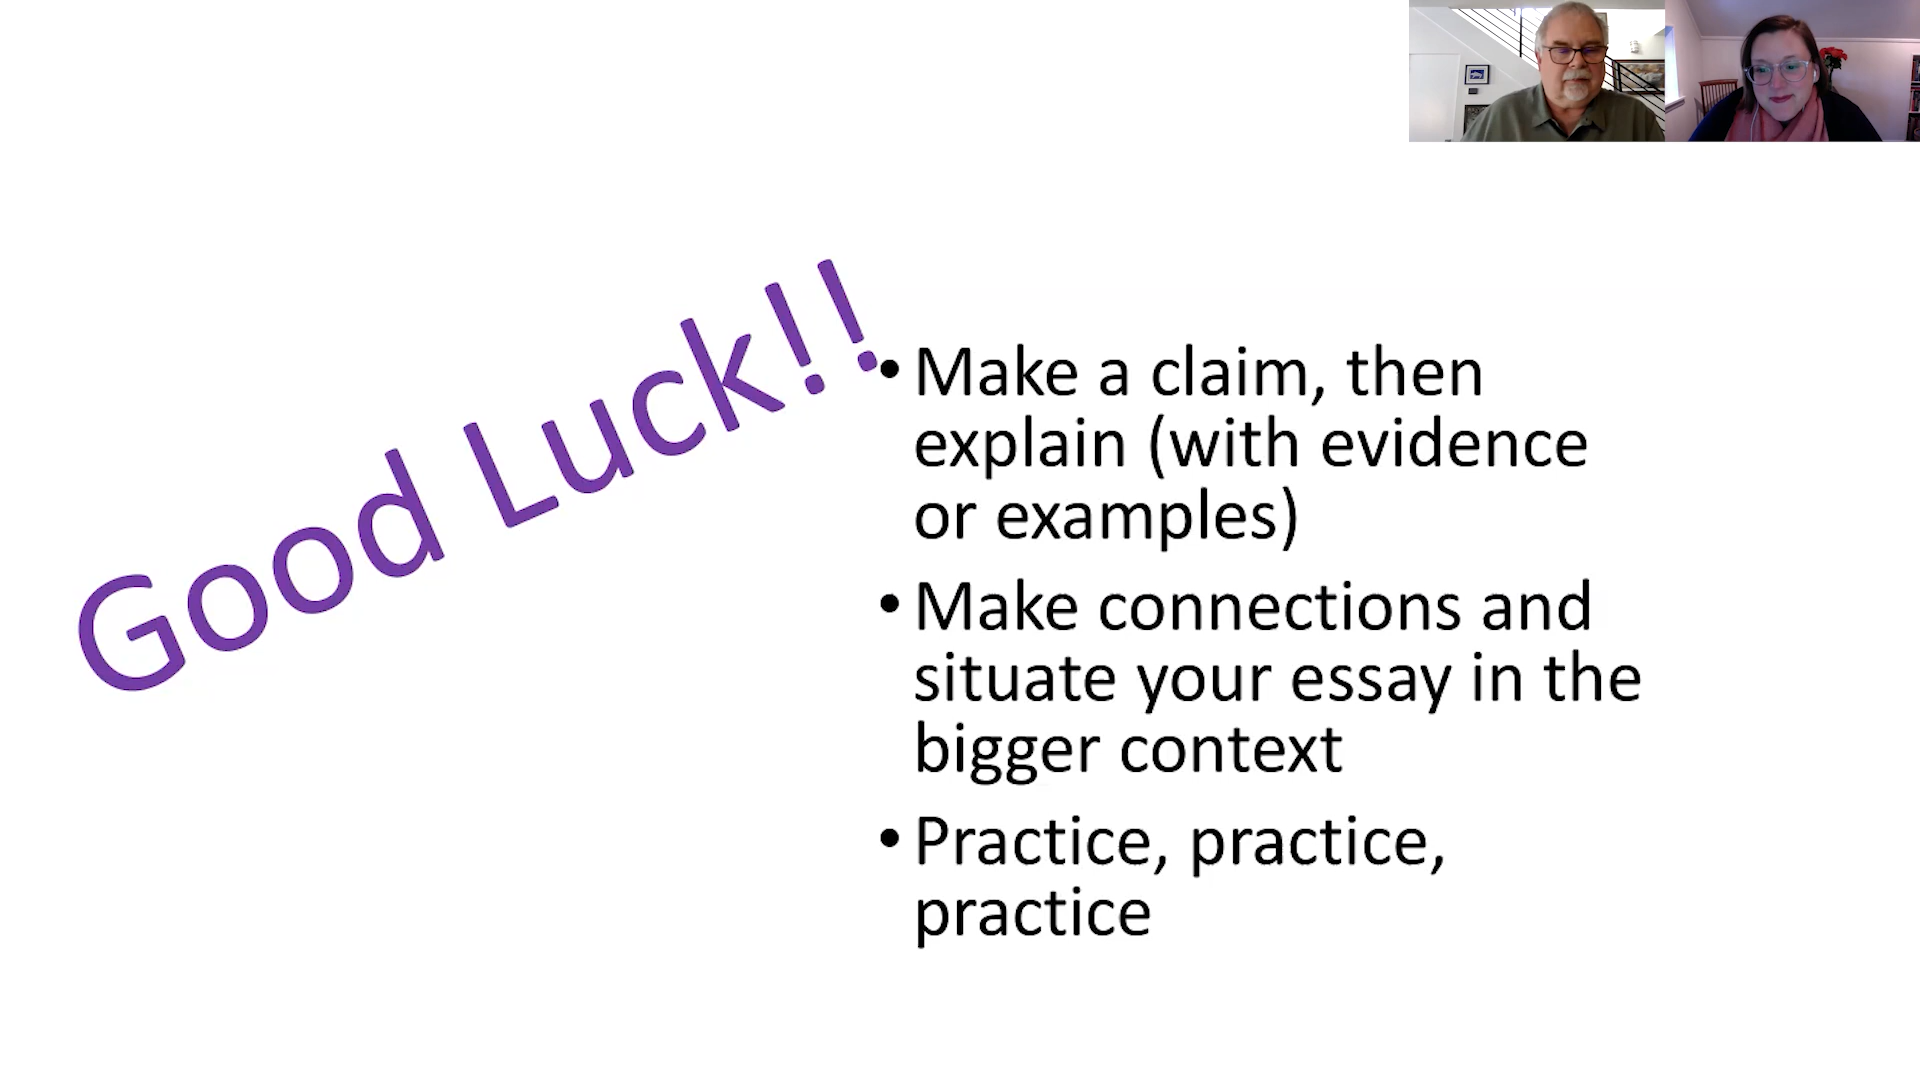 Good Luck!!
• Make a claim, then
explain (with evidence
or examples)
• Make connections and
situate your essay in the
bigger context
• Practice, practice,
practice